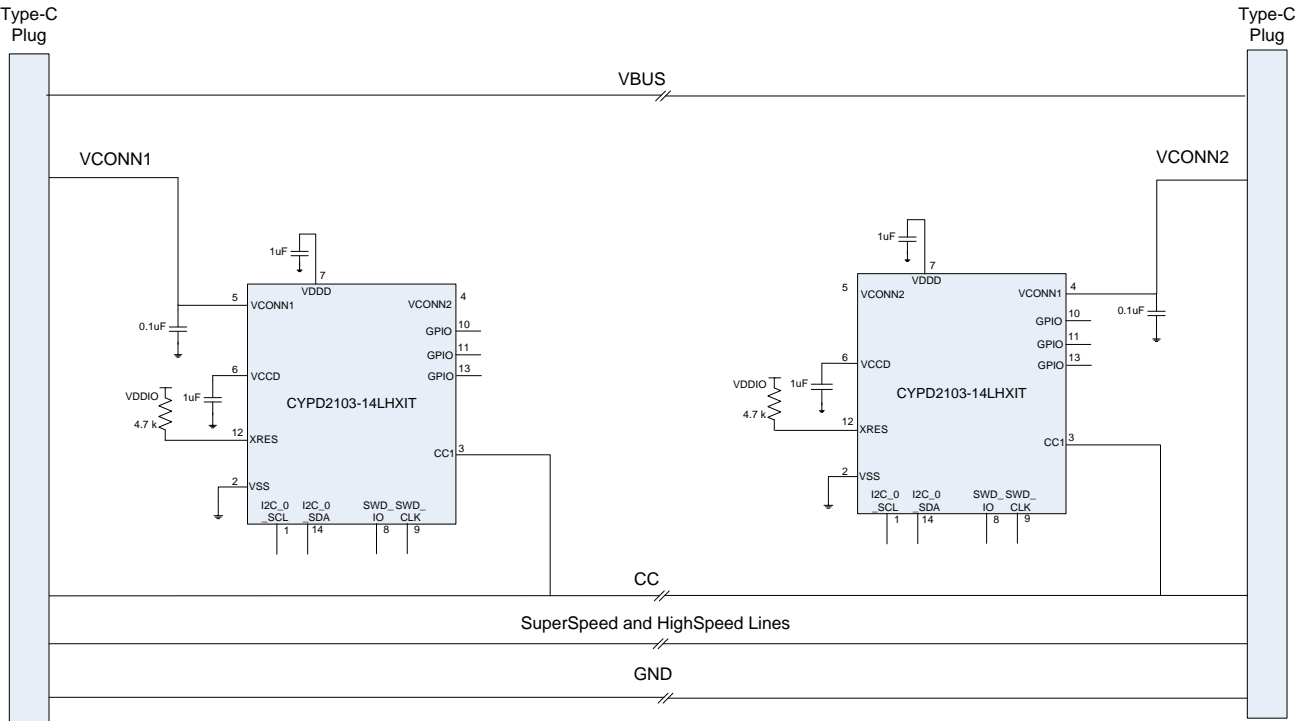 Type-C
Plug
Type-C
Plug
VBUS
VCONN1
VCONN2
1uF
7
VDDD
5
VCONN1
4
VCONN2
0.1uF
GPIO
10
GPIO
11
GPIO
13
6
VCCD
VDDIO
1uF
4.7 k
CYPD2103-14LHXIT
12
XRES
CC1
3
2
VSS
I2C_0
_SCL
I2C_0
_SDA
SWD_
IO
SWD_
CLK
1
14
8
9
1uF
7
VDDD
5
VCONN2
VCONN1
4
0.1uF
GPIO
10
GPIO
11
GPIO
13
6
VCCD
VDDIO
1uF
4.7 k
CYPD2103-14LHXIT
12
XRES
CC1
3
2
VSS
I2C_0
_SCL
I2C_0
_SDA
SWD_
IO
SWD_
CLK
1
14
8
9
CC
SuperSpeed and HighSpeed Lines
GND